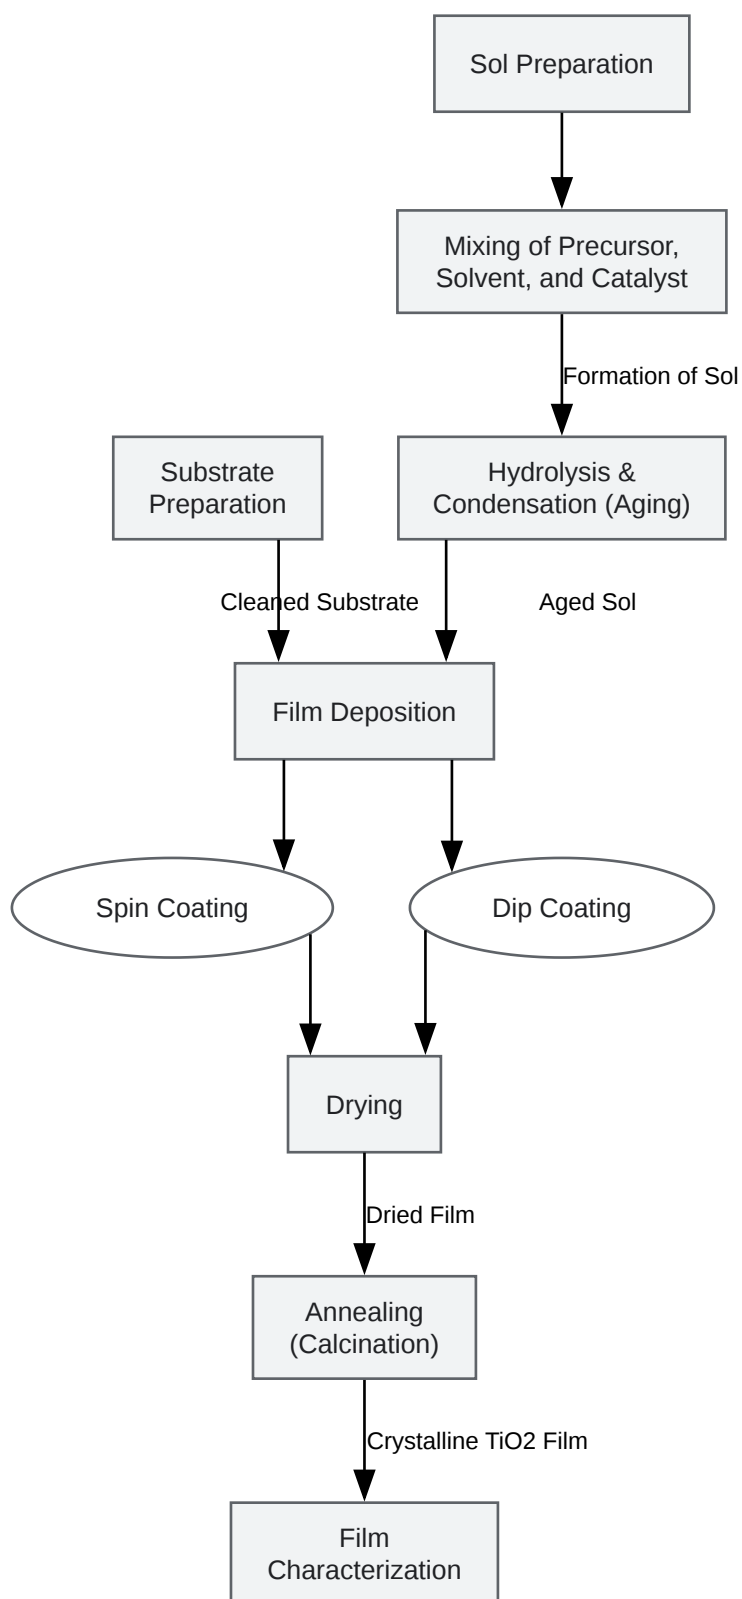 Sol Preparation
Mixing of Precursor,
Solvent, and Catalyst
Formation of Sol
Substrate
Preparation
Hydrolysis &
Condensation (Aging)
Cleaned Substrate
Aged Sol
Film Deposition
Spin Coating
Dip Coating
Drying
Dried Film
Annealing
(Calcination)
Crystalline TiO2 Film
Film
Characterization